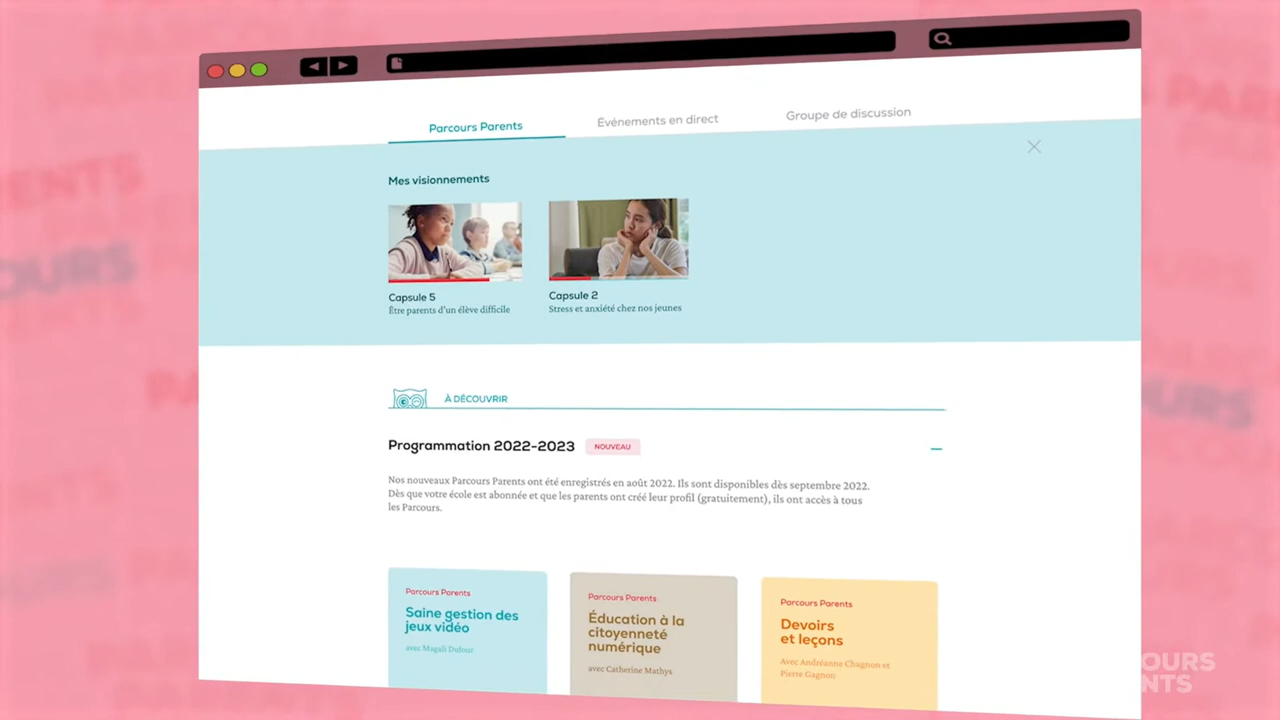 Parcours Parents
Événements en direct
Groupe de discussion
Mes visionnements
Capsule 5
Être parents d'un élève difficile
Capsule 2
Stress et anxiété chez nos jeunes
À DÉCOUVRIR
Programmation 2022-2023
NOUVEAU
Nos nouveaux Parcours Parents ont été enregistrés en août 2022. Ils sont disponibles dès septembre 2022.
Dès que votre école est abonnée et que les parents ont créé leur profil (gratuitement), ils ont accès à tous
les Parcours.
Parcours Parents
Saine gestion des
jeux vidéo
avec Magali Dufour
Parcours Parents
Éducation à la
citoyenneté
numérique
avec Catherine Mathys
Parcours Parents
Devoirs
et leçons
Avec Andréanne Chagnon et
Pierre Gagnon
OURS
NTS